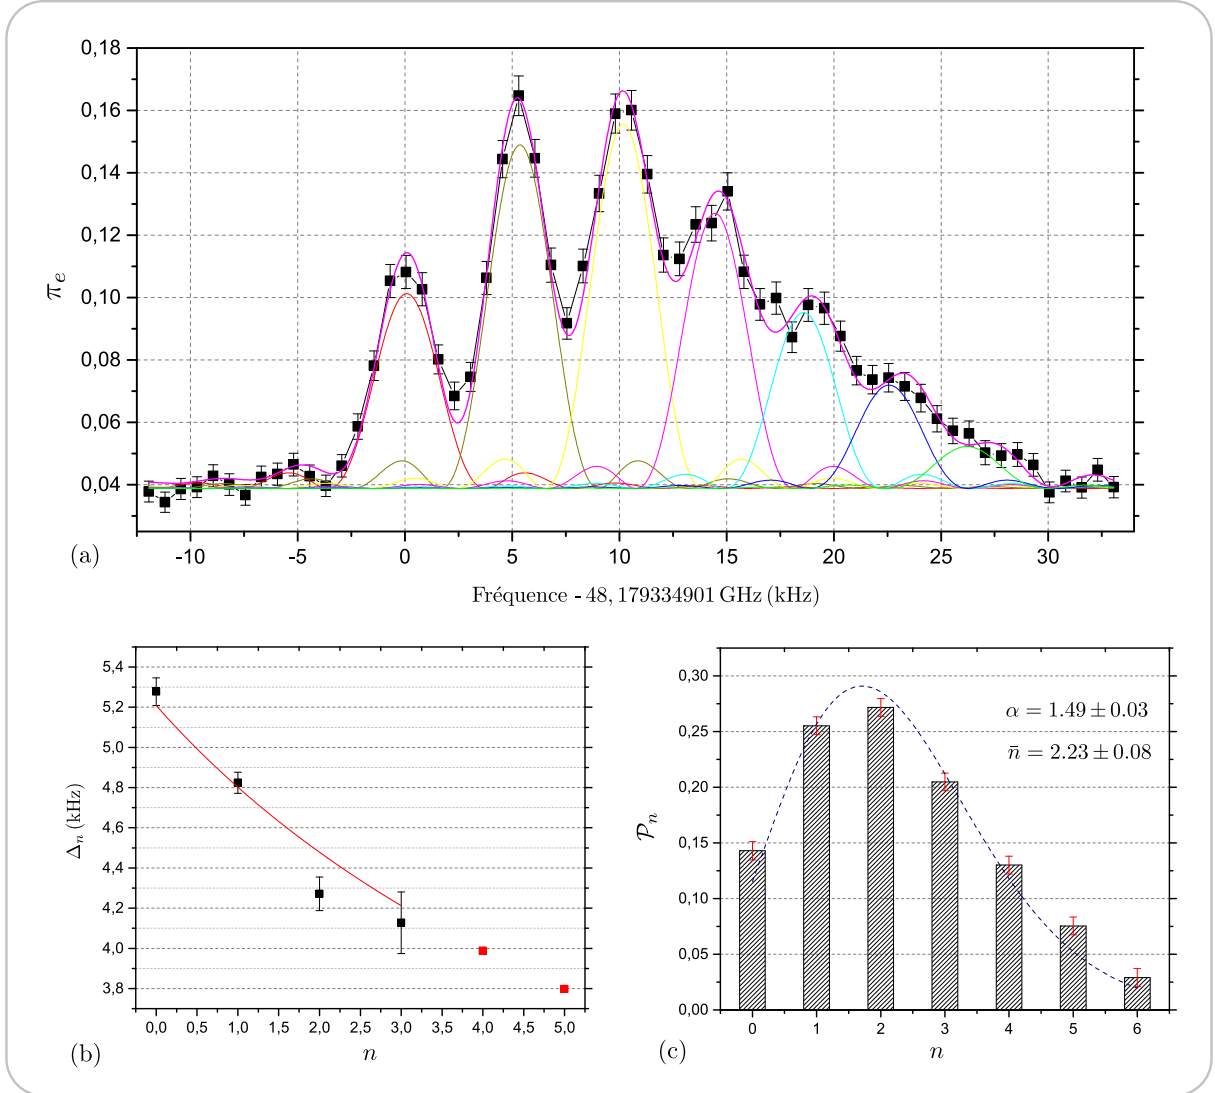 0,18
0,16
0,14
0,12
0,10
0,08
0,06
0,04
πe
-10 -5 0 5 10 15 20 25 30
(a)
Fréquence - 48, 179334901 GHz (kHz)
5,4
5,2
5,0
4,8
4,6
4,4
4,2
4,0
3,8
Δn (kHz)
0,0 0,5 1,0 1,5 2,0 2,5 3,0 3,5 4,0 4,5 5,0
(b)
n
0,30
0,25
0,20
0,15
0,10
0,05
0,00
Pn
α = 1.49 ± 0.03
n̄ = 2.23 ± 0.08
0 1 2 3 4 5 6
(c)
n